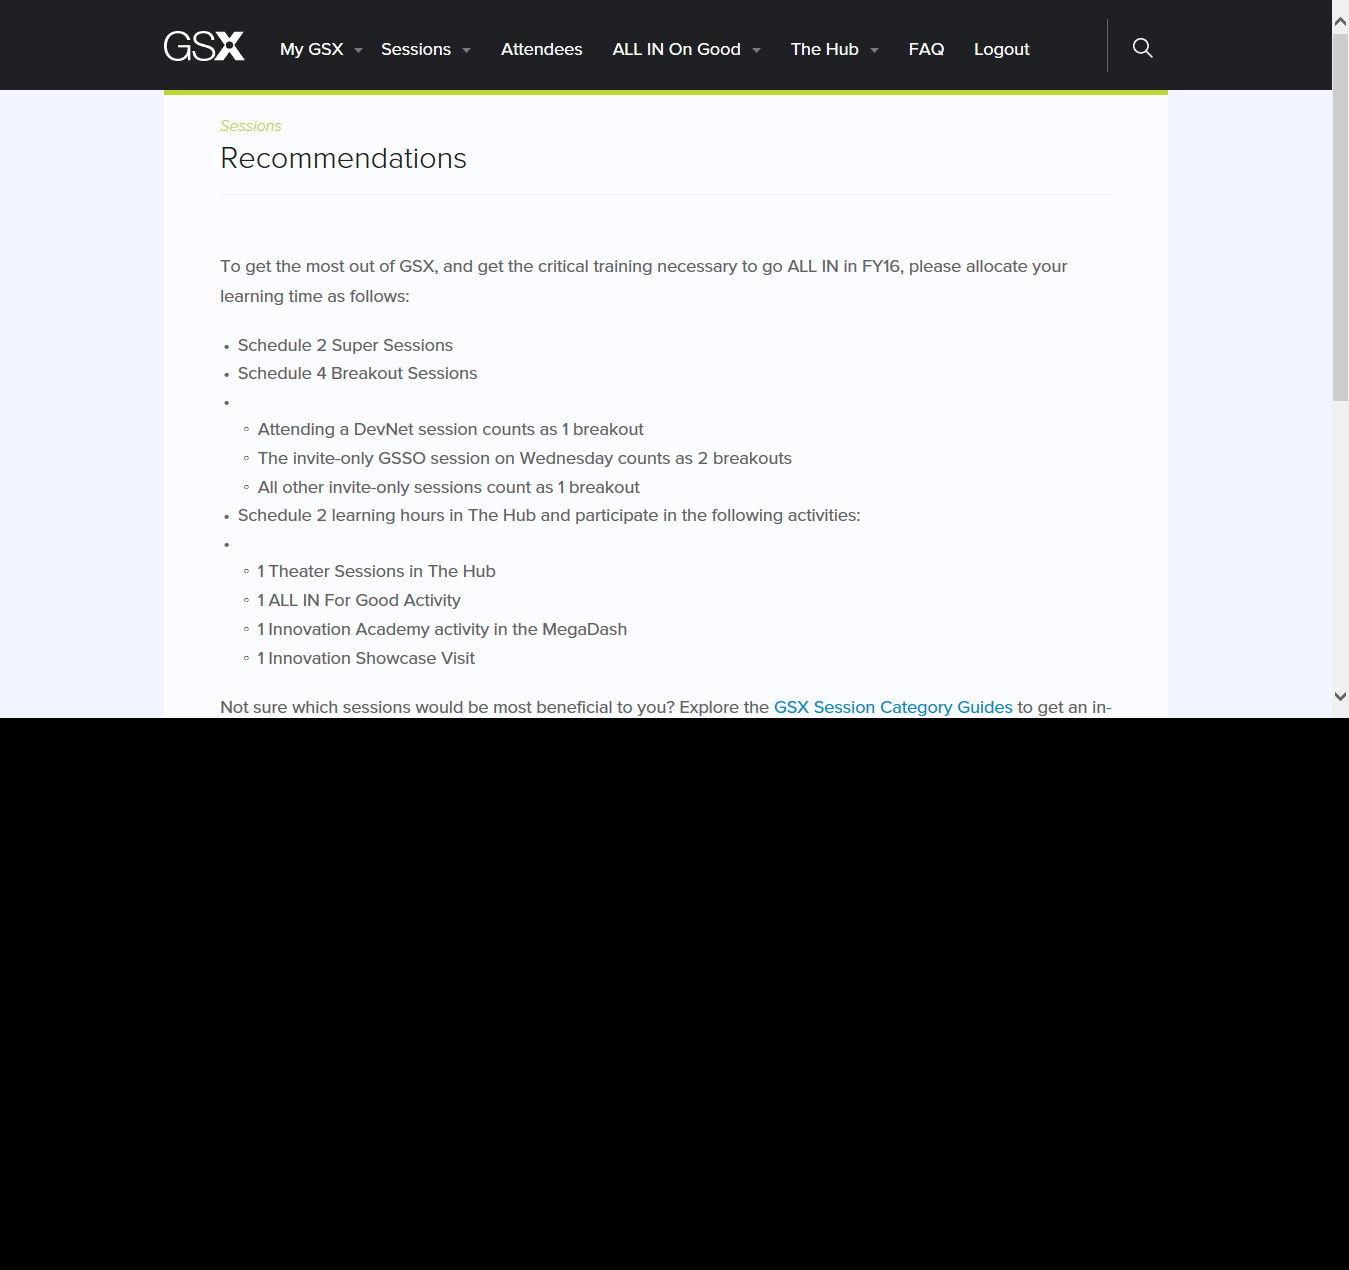 GSX My GSX Sessions Attendees ALL IN On Good The Hub FAQ Logout
Sessions
Recommendations
To get the most out of GSX, and get the critical training necessary to go ALL IN in FY16, please allocate your
learning time as follows:
• Schedule 2 Super Sessions
• Schedule 4 Breakout Sessions
•
◦ Attending a DevNet session counts as 1 breakout
◦ The invite-only GSSO session on Wednesday counts as 2 breakouts
◦ All other invite-only sessions count as 1 breakout
• Schedule 2 learning hours in The Hub and participate in the following activities:
•
◦ 1 Theater Sessions in The Hub
◦ 1 ALL IN For Good Activity
◦ 1 Innovation Academy activity in the MegaDash
◦ 1 Innovation Showcase Visit
Not sure which sessions would be most beneficial to you? Explore the GSX Session Category Guides to get an in-